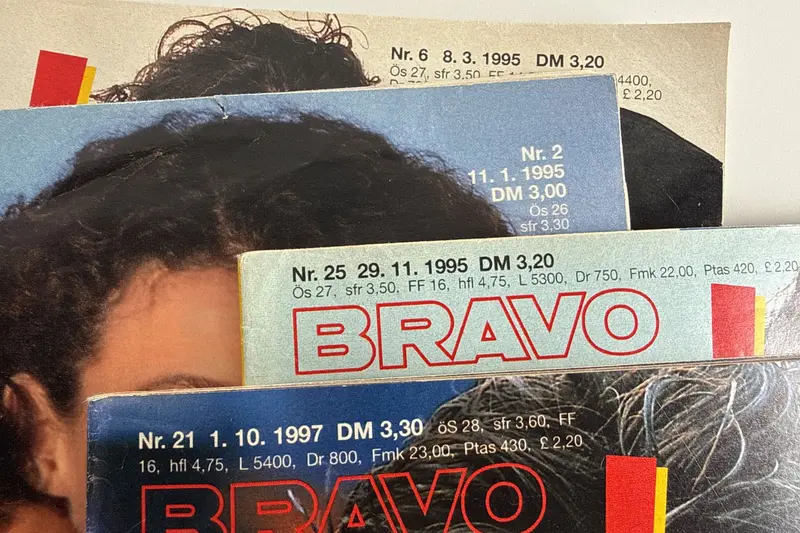 Nr. 6 8. 3. 1995 DM 3,20
Ös 27, sfr 3,50, FF
4400,
£ 2,20
Nr. 2
11. 1. 1995
DM 3,00
Ös 26
sfr 3,30
Nr. 25 29. 11. 1995 DM 3,20
Ös 27, sfr 3,50, FF 16, hfl 4,75, L 5300, Dr 750, Fmk 22,00, Ptas 420, £ 2,20
BRAVO
Nr. 21 1. 10. 1997 DM 3,30 öS 28, sfr 3,60, FF
16, hfl 4,75, L 5400, Dr 800, Fmk 23,00, Ptas 430, £ 2,20
BRAVO